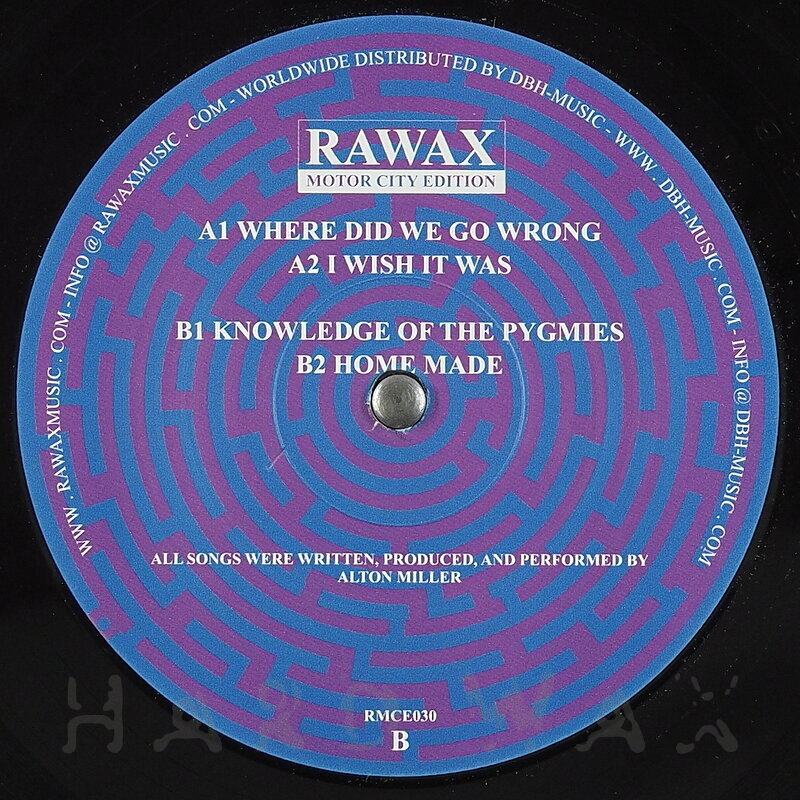 WWW . RAWAXMUSIC . COM - INFO @ RAWAXMUSIC . COM - WORLDWIDE DISTRIBUTED BY DBH-MUSIC - WWW . DBH-MUSIC . COM - INFO @ DBH-MUSIC . COM
RAWAX
MOTOR CITY EDITION
A1 WHERE DID WE GO WRONG
A2 I WISH IT WAS
B1 KNOWLEDGE OF THE PYGMIES
B2 HOME MADE
ALL SONGS WERE WRITTEN, PRODUCED, AND PERFORMED BY
ALTON MILLER
HARD WAX
RMCE030
B